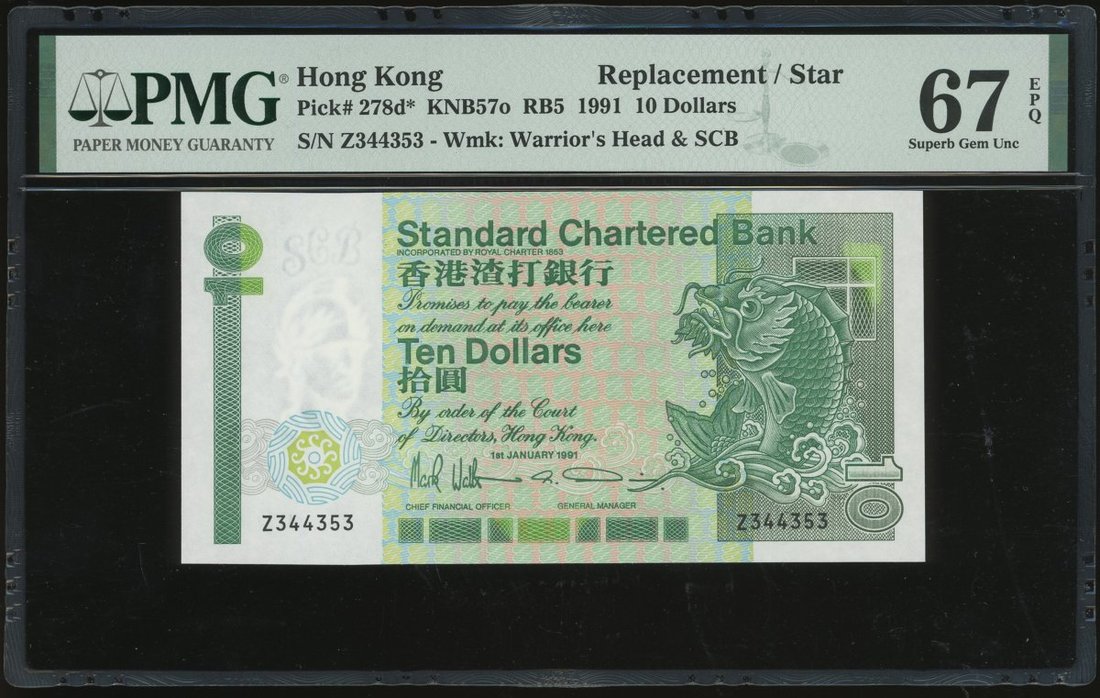 PMG®
PAPER MONEY GUARANTY
Hong Kong
Replacement / Star
Pick# 278d* KNB57o RB5 1991 10 Dollars
S/N Z344353 - Wmk: Warrior's Head & SCB
67
EPQ
Superb Gem Unc
10
SCB
Standard Chartered Bank
INCORPORATED BY ROYAL CHARTER 1853
香港渣打銀行
Promises to pay the bearer
on demand at its office here
Ten Dollars
拾圓
By order of the Court
of Directors, Hong Kong.
1st JANUARY 1991
Mark
CHIEF FINANCIAL OFFICER
GENERAL MANAGER
Z344353
Z344353
10